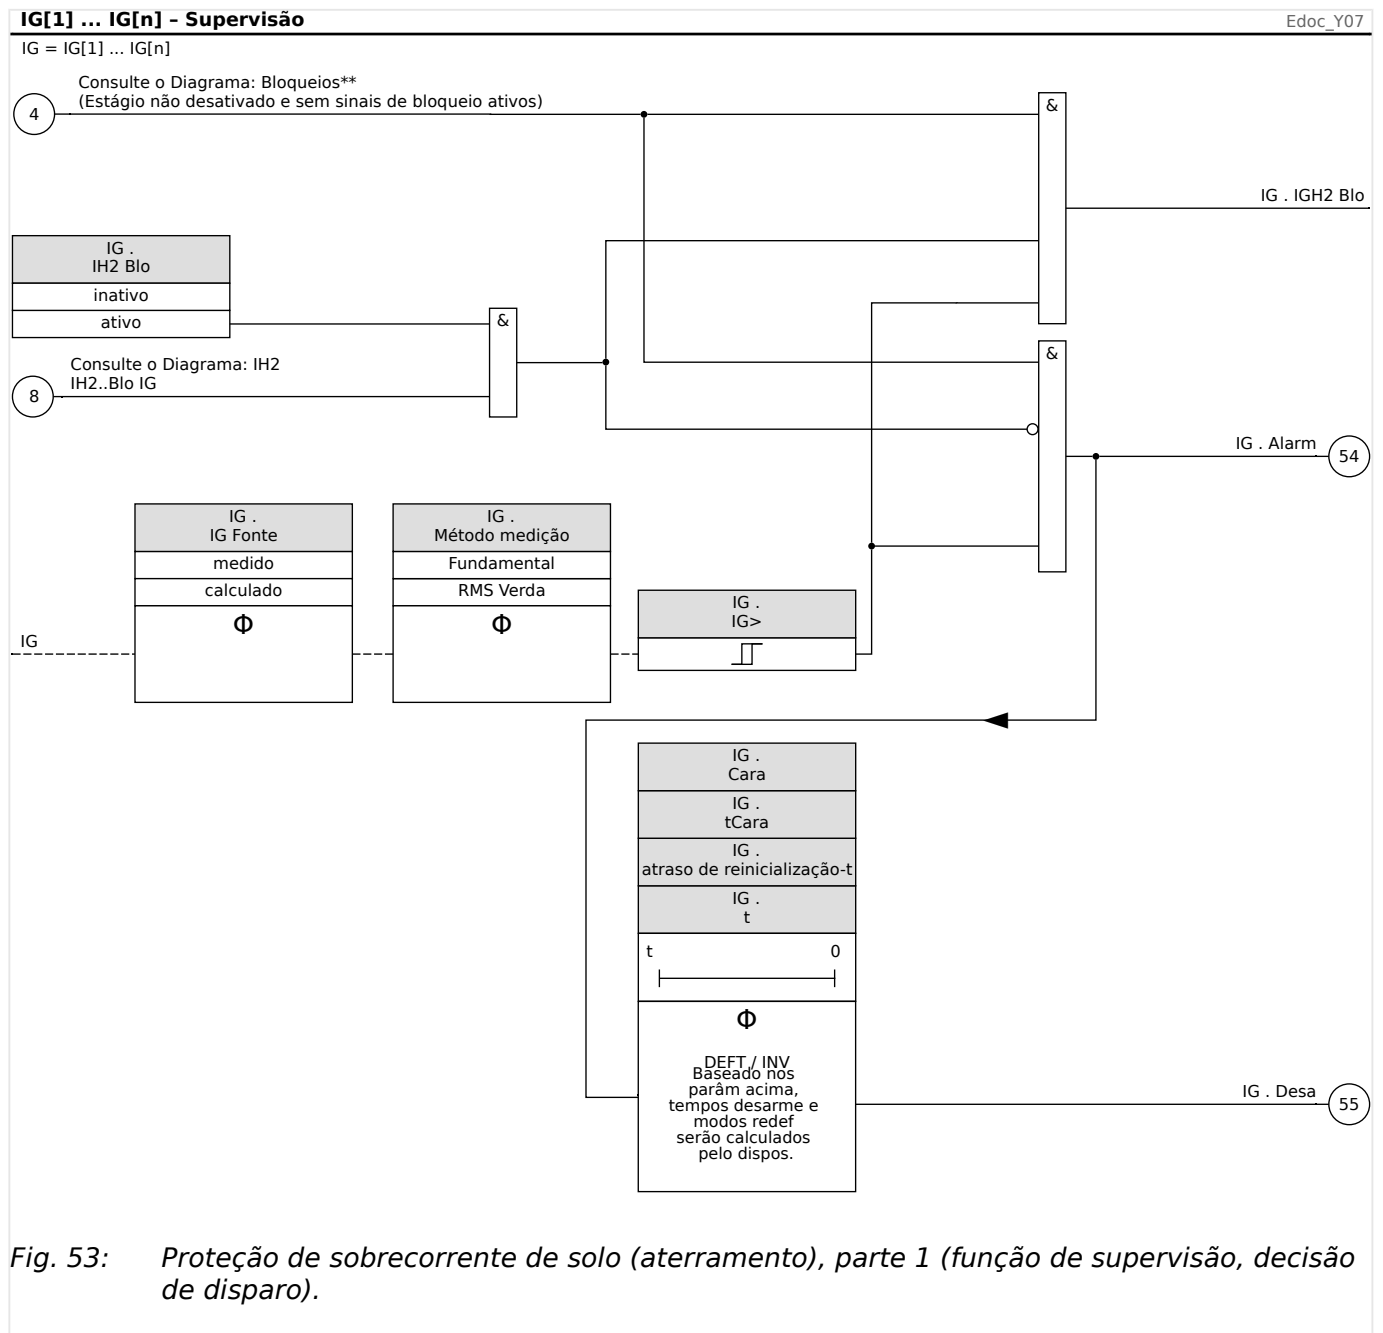 IG[1] ... IG[n] – Supervisão
Edoc_Y07
IG = IG[1] ... IG[n]
Consulte o Diagrama: Bloqueios**
(Estágio não desativado e sem sinais de bloqueio ativos)
4
&
IG . IGH2 Blo
IG .
IH2 Blo
inativo
ativo
&
Consulte o Diagrama: IH2
IH2..Blo IG
8
&
IG . Alarm
54
IG .
IG Fonte
medido
calculado
Φ
IG .
Método medição
Fundamental
RMS Verda
Φ
IG .
IG>
IG
IG .
Cara
IG .
tCara
IG .
atraso de reinicialização-t
IG .
t
t 0
Φ
DEFT / INV
Baseado nos
parâm acima,
tempos desarme e
modos redef
serão calculados
pelo dispos.
IG . Desa
55
Fig. 53: Proteção de sobrecorrente de solo (aterramento), parte 1 (função de supervisão, decisão
de disparo).